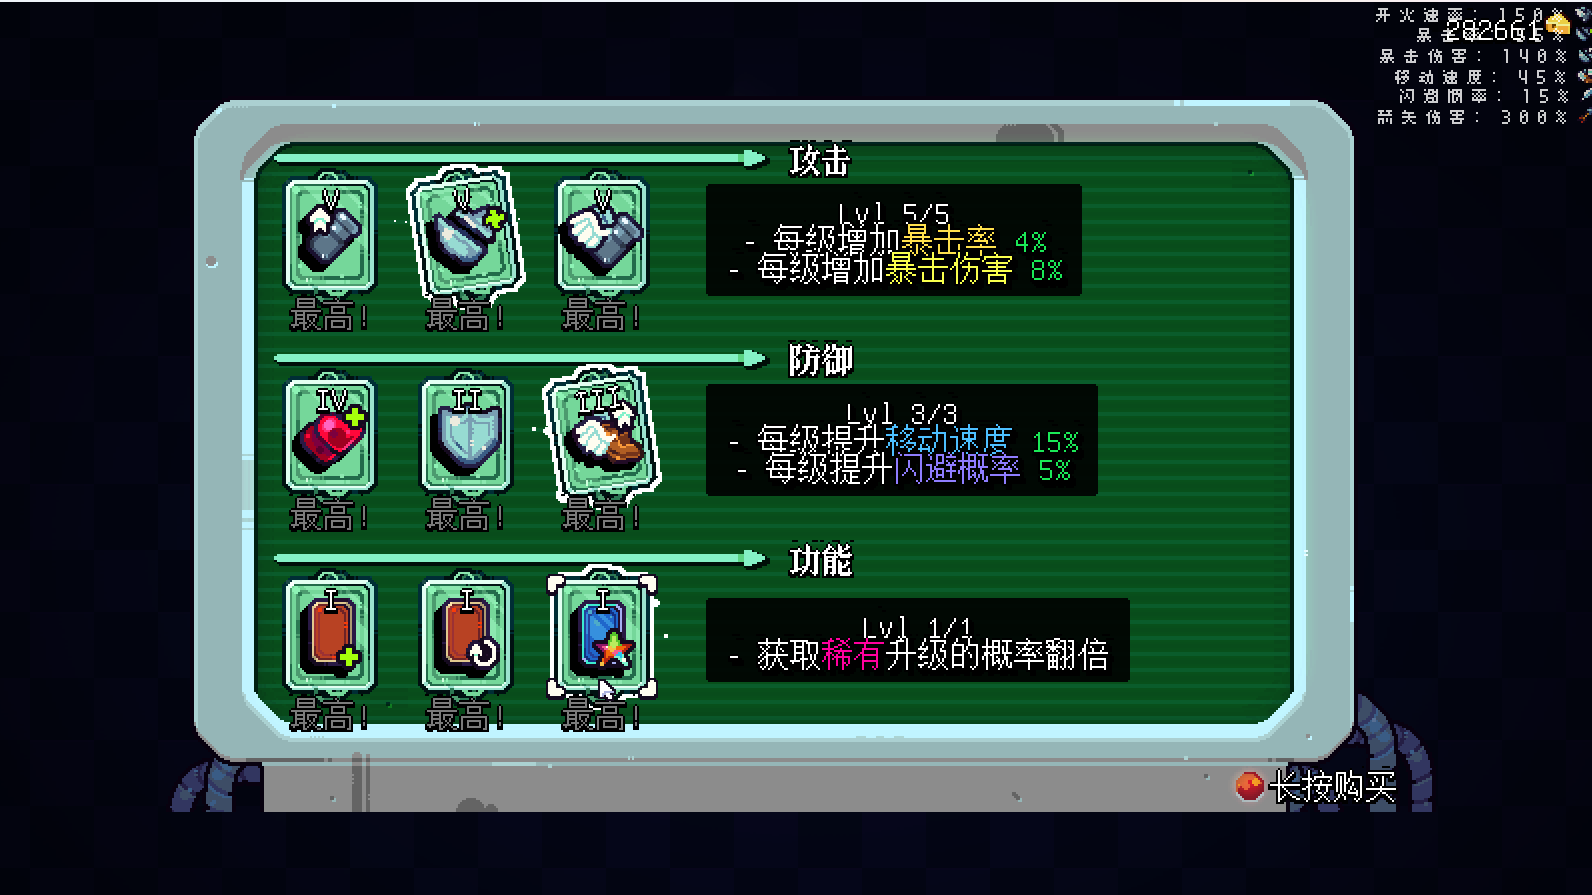 开火速率: 150%
282661
暴击伤害: 140%
移动速度: 45%
闪避概率: 15%
箭矢伤害: 300%
攻击
V
V
V
Lvl 5/5
- 每级增加暴击率 4%
- 每级增加暴击伤害 8%
最高!
最高!
最高!
防御
IV
II
III
Lvl 3/3
- 每级提升移动速度 15%
- 每级提升闪避概率 5%
最高!
最高!
最高!
功能
I
I
I
Lvl 1/1
- 获取稀有升级的概率翻倍
最高!
最高!
最高!
长按购买